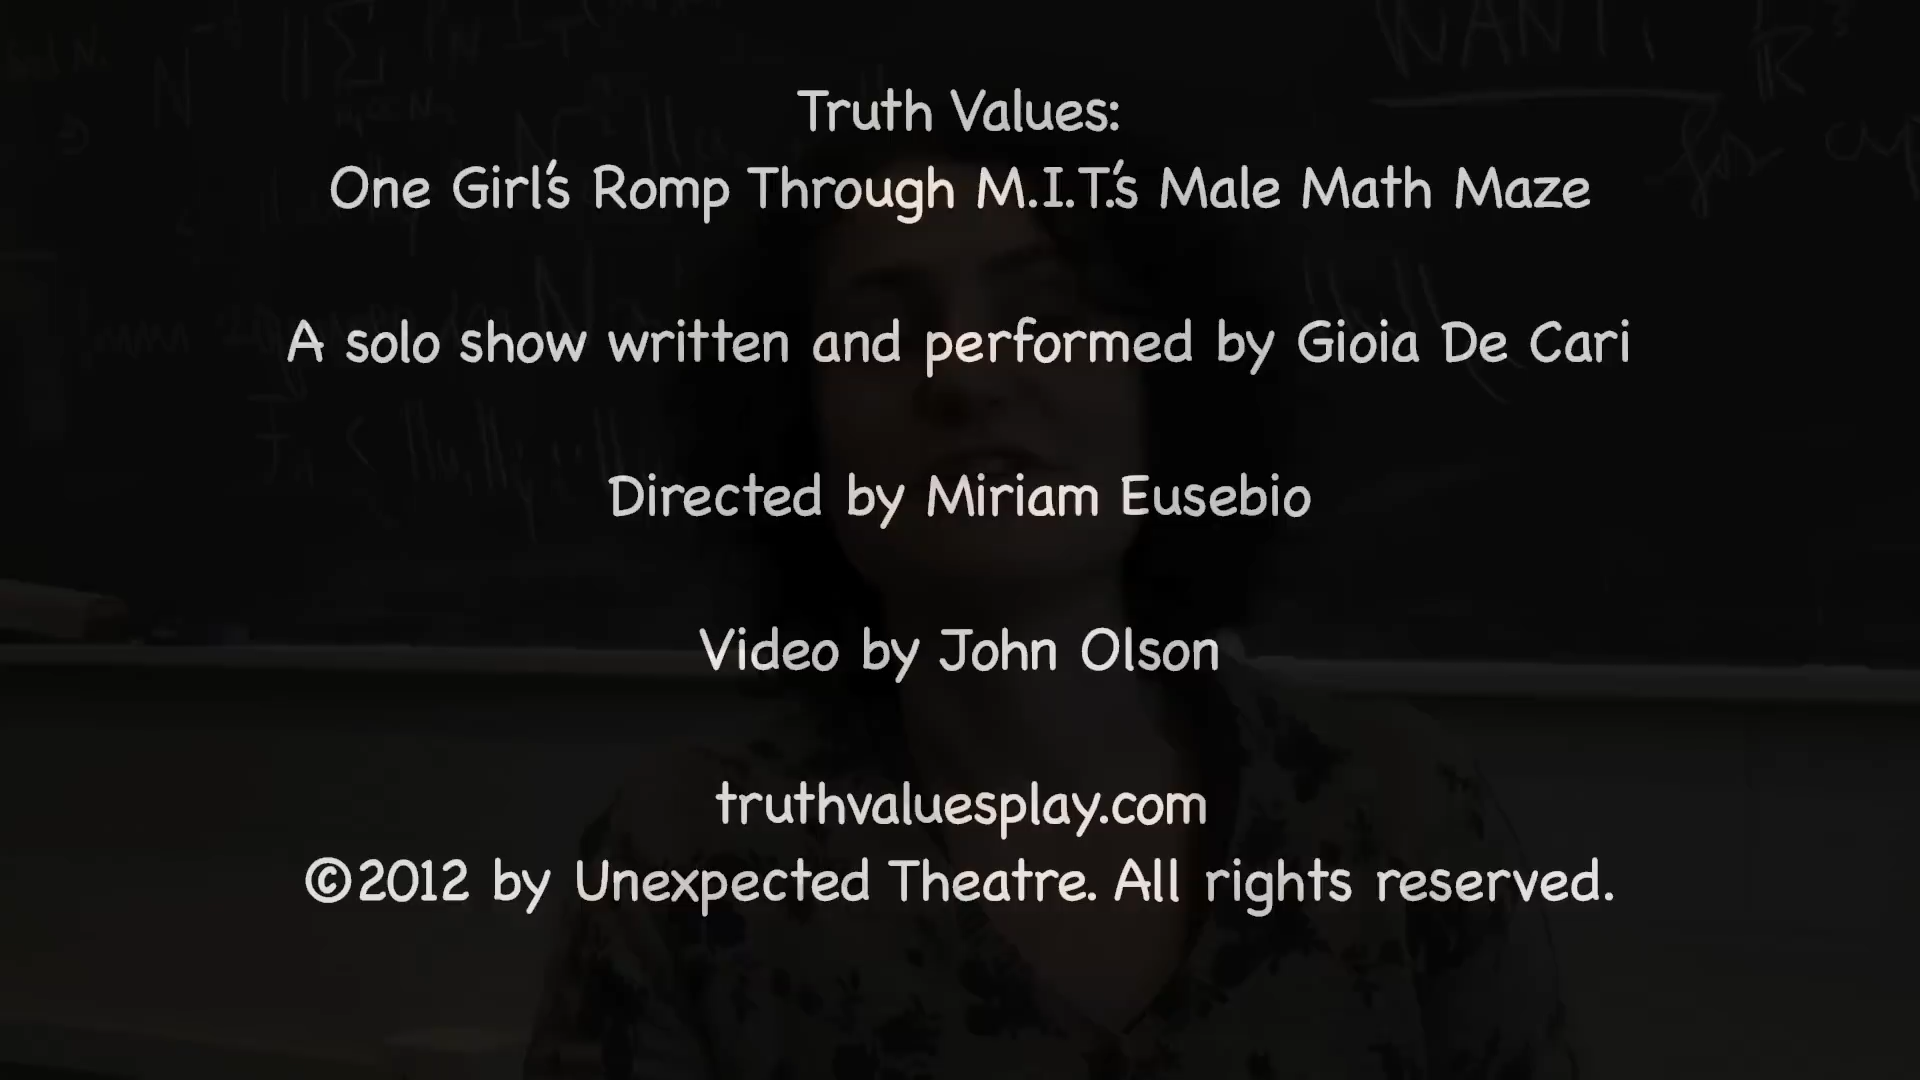 Truth Values:
One Girl's Romp Through M.I.T.'s Male Math Maze
A solo show written and performed by Gioia De Cari
Directed by Miriam Eusebio
Video by John Olson
truthvaluesplay.com
©2012 by Unexpected Theatre. All rights reserved.
WANT: